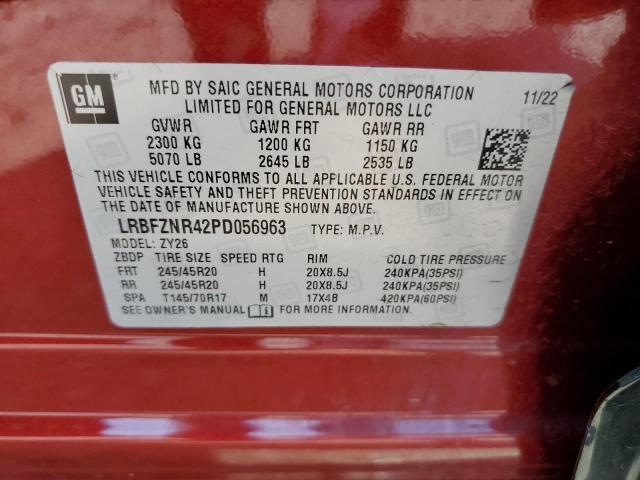 GM
MFD BY SAIC GENERAL MOTORS CORPORATION 11/22
LIMITED FOR GENERAL MOTORS LLC
GVWR GAWR FRT GAWR RR
2300 KG 1200 KG 1150 KG
5070 LB 2645 LB 2535 LB
THIS VEHICLE CONFORMS TO ALL APPLICABLE U.S. FEDERAL MOTOR
VEHICLE SAFETY AND THEFT PREVENTION STANDARDS IN EFFECT ON
THE DATE OF MANUFACTURE SHOWN ABOVE.
LRBFZNR42PD056963 TYPE: M.P.V.
MODEL: ZY26
ZBDP TIRE SIZE SPEED RTG RIM COLD TIRE PRESSURE
FRT 245/45R20 H 20X8.5J 240KPA(35PSI)
RR 245/45R20 H 20X8.5J 240KPA(35PSI)
SPA T145/70R17 M 17X4B 420KPA(60PSI)
SEE OWNER'S MANUAL FOR MORE INFORMATION.